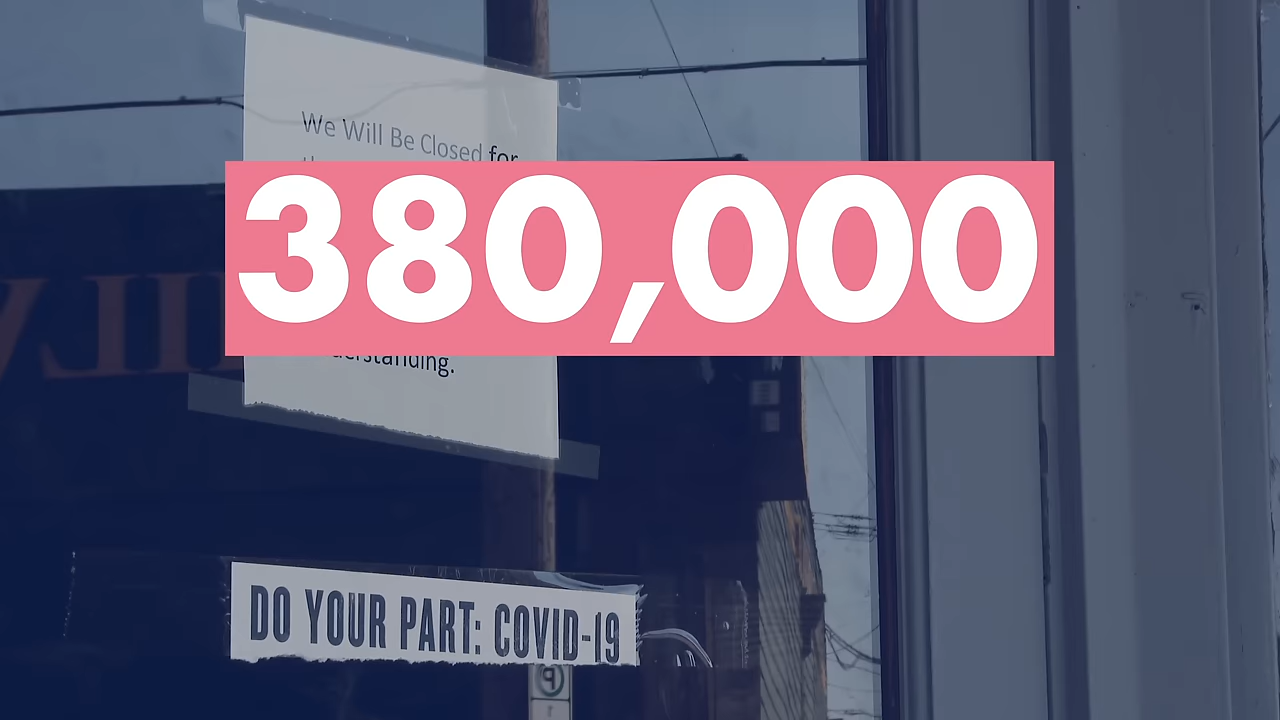 We Will Be Closed for
380,000
understanding.
DO YOUR PART: COVID-19
P